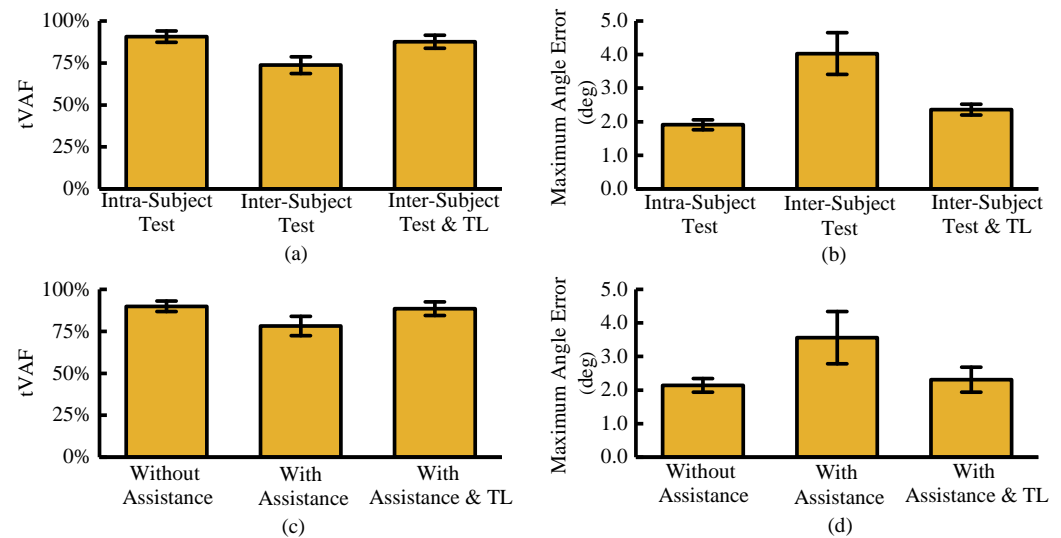 100%
75%
50%
25%
0%
tVAF
Intra-Subject Test
Inter-Subject Test
Inter-Subject Test & TL
(a)
5.0
4.0
3.0
2.0
1.0
0.0
Maximum Angle Error
(deg)
Intra-Subject Test
Inter-Subject Test
Inter-Subject Test & TL
(b)
100%
75%
50%
25%
0%
tVAF
Without Assistance
With Assistance
With Assistance & TL
(c)
5.0
4.0
3.0
2.0
1.0
0.0
Maximum Angle Error
(deg)
Without Assistance
With Assistance
With Assistance & TL
(d)